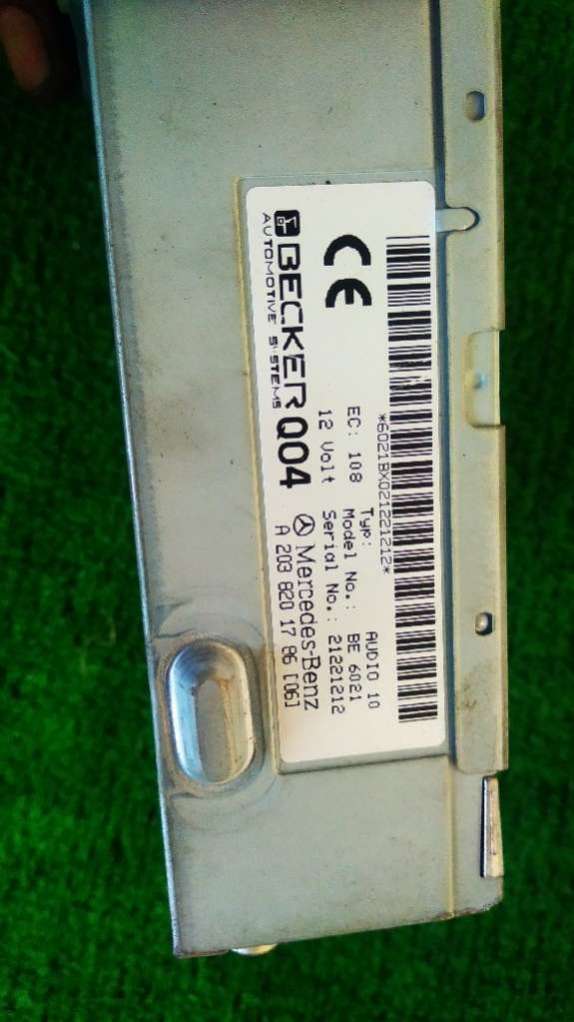 *6021BX021221212*
EC: 108 Typ: AUDIO 10
12 Volt Model No.: BE 6021
Serial No.: 21221212
BECKER Q04 Mercedes-Benz
AUTOMOTIVE SYSTEMS A 203 820 17 86 [06]
CE